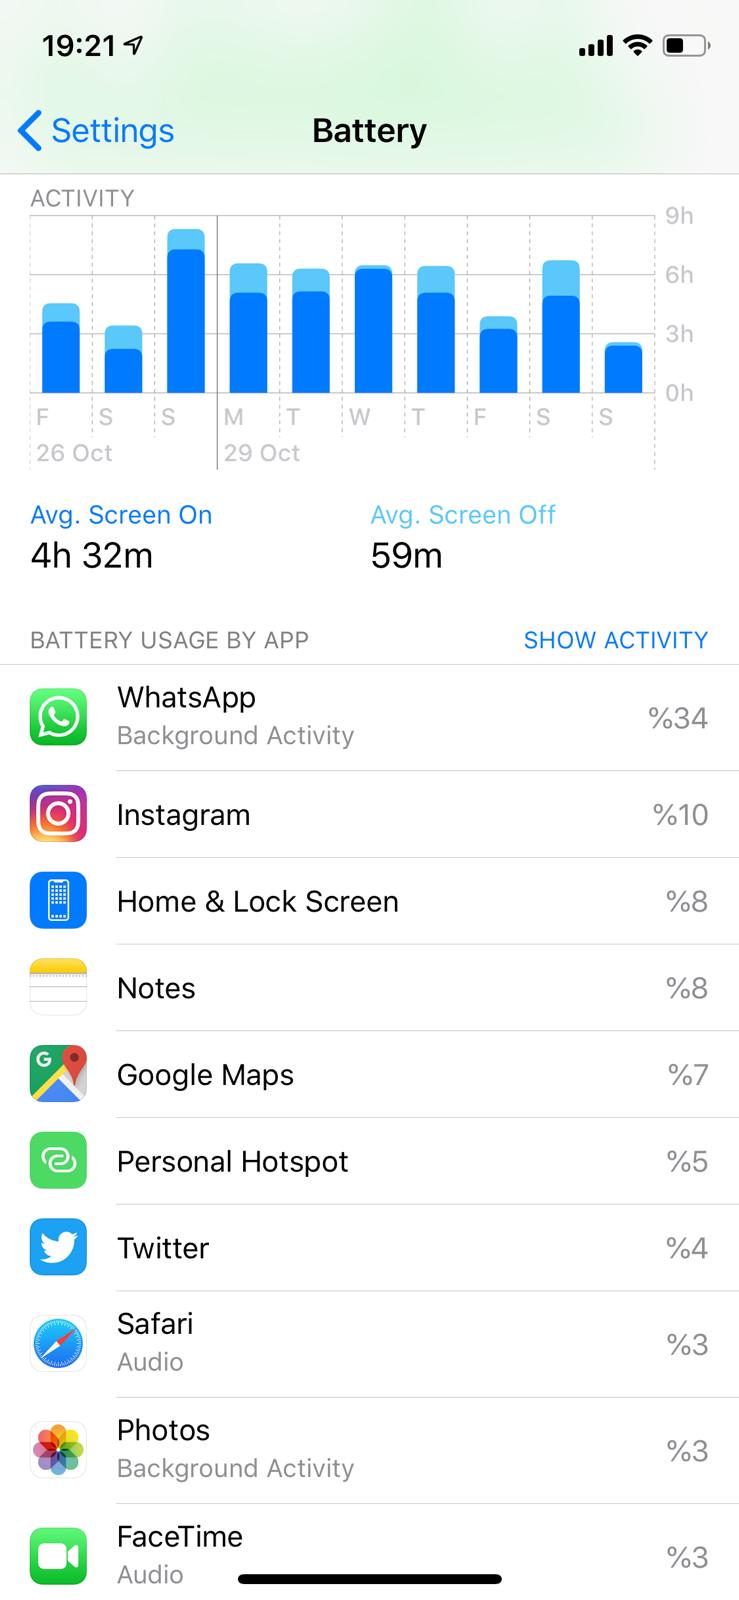 19:21
Settings
Battery
ACTIVITY
9h
6h
3h
0h
F S S M T W T F S S
26 Oct 29 Oct
Avg. Screen On Avg. Screen Off
4h 32m 59m
BATTERY USAGE BY APP SHOW ACTIVITY
WhatsApp
Background Activity
%34
Instagram %10
Home & Lock Screen %8
Notes %8
G
Google Maps %7
Personal Hotspot %5
Twitter %4
Safari
Audio
%3
Photos
Background Activity
%3
FaceTime
Audio
%3